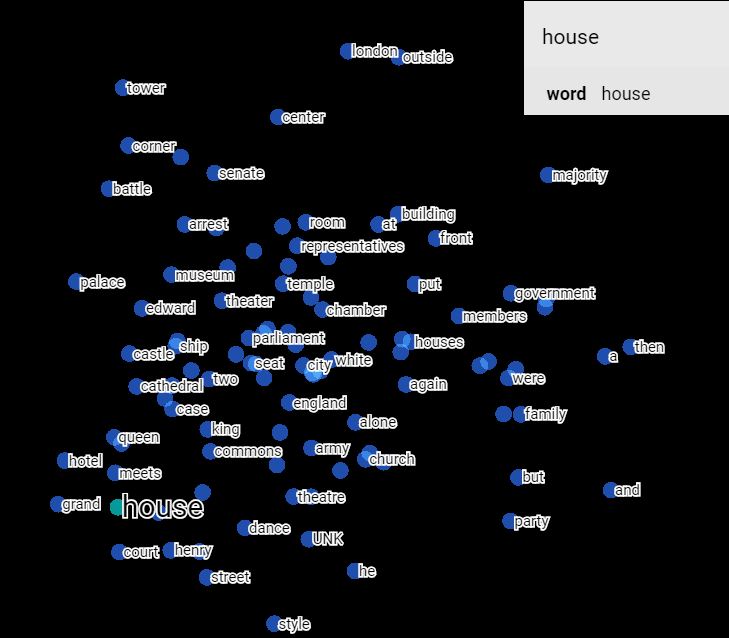 house
london
outside
tower
word house
center
corner
senate
majority
battle
building
room
at
arrest
front
representatives
museum
palace
temple
put
government
theater
edward
chamber
members
parliament
houses
ship
then
castle
a
white
seat
city
two
were
cathedral
again
england
case
family
alone
king
queen
army
commons
church
hotel
meets
but
and
theatre
grand
house
party
dance
UNK
court
henry
he
street
style